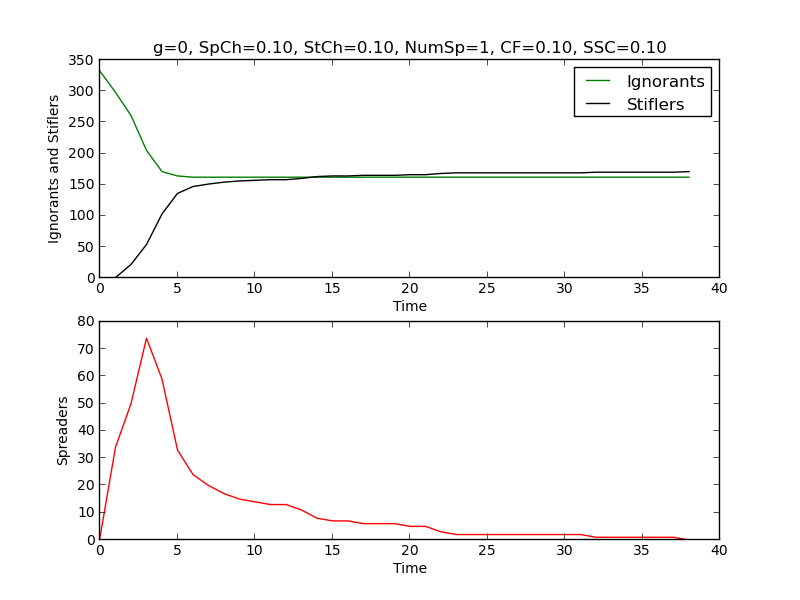 g=0, SpCh=0.10, StCh=0.10, NumSp=1, CF=0.10, SSC=0.10
350
300
250
200
150
100
50
0
Ignorants and Stiflers
Ignorants
Stiflers
0 5 10 15 20 25 30 35 40
Time
80
70
60
50
40
30
20
10
0
Spreaders
0 5 10 15 20 25 30 35 40
Time